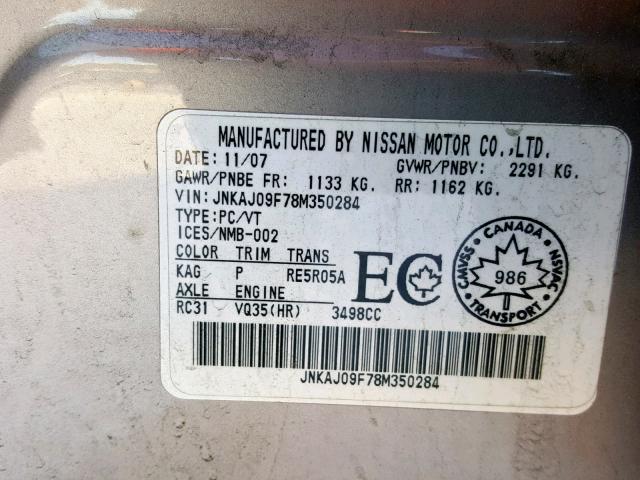 MANUFACTURED BY NISSAN MOTOR CO.,LTD.
DATE: 11/07 GVWR/PNBV: 2291 KG.
GAWR/PNBE FR: 1133 KG. RR: 1162 KG.
VIN: JNKAJ09F78M350284
TYPE: PC/VT
ICES/NMB-002
COLOR TRIM TRANS
KAG P RE5R05A
AXLE ENGINE
RC31 VQ35(HR) 3498CC
EC
CANADA
CMVSS NSVAC
986
TRANSPORT
JNKAJ09F78M350284